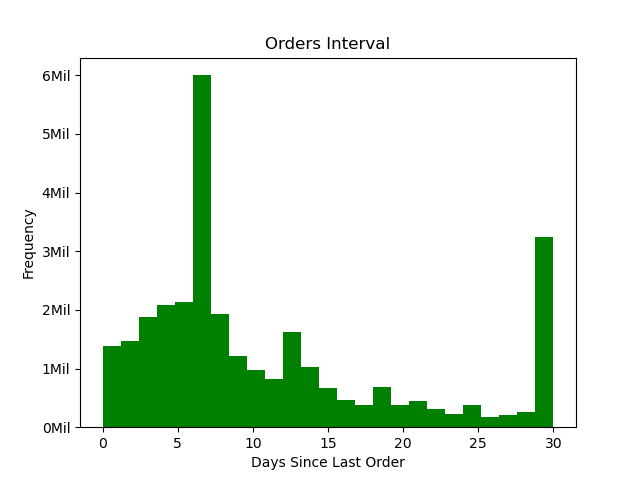 Orders Interval
6Mil
5Mil
4Mil
3Mil
2Mil
1Mil
0Mil
Frequency
0 5 10 15 20 25 30
Days Since Last Order